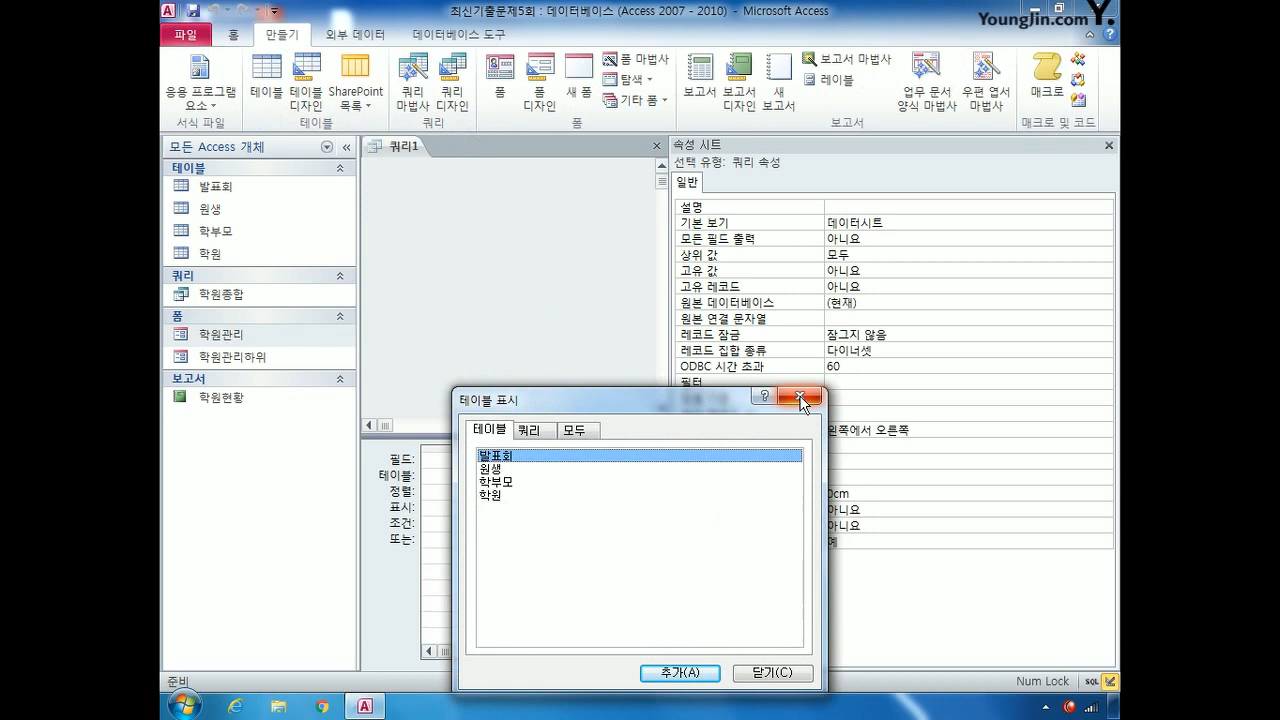 최신기출문제5회 : 데이터베이스 (Access 2007 - 2010) - Microsoft Access
YoungJin.com Y.
파일 홈 만들기 외부 데이터 데이터베이스 도구
응용 프로그램 요소
테이블
테이블 디자인
SharePoint 목록
쿼리 마법사
쿼리 디자인
폼
폼 디자인
새 폼
폼 마법사
탐색
기타 폼
보고서
보고서 디자인
새 보고서
보고서 마법사
레이블
업무 문서 양식 마법사
우편 엽서 마법사
매크로
서식 파일 테이블 쿼리 폼 보고서 매크로 및 코드
모든 Access 개체
테이블
발표회
원생
학부모
학원
쿼리
학원종합
폼
학원관리
학원관리하위
보고서
학원현황
쿼리1
필드:
테이블:
정렬:
표시:
조건:
또는:
속성 시트
선택 유형: 쿼리 속성
일반
설명
기본 보기 데이터시트
모든 필드 출력 아니요
상위 값 모두
고유 값 아니요
고유 레코드 아니요
원본 데이터베이스 (현재)
원본 연결 문자열
레코드 잠금 잠그지 않음
레코드 집합 종류 다이너셋
ODBC 시간 초과 60
필터
왼쪽에서 오른쪽
0cm
아니요
아니요
예
테이블 표시
테이블 쿼리 모두
발표회
원생
학부모
학원
추가(A) 닫기(C)
준비 Num Lock SQL